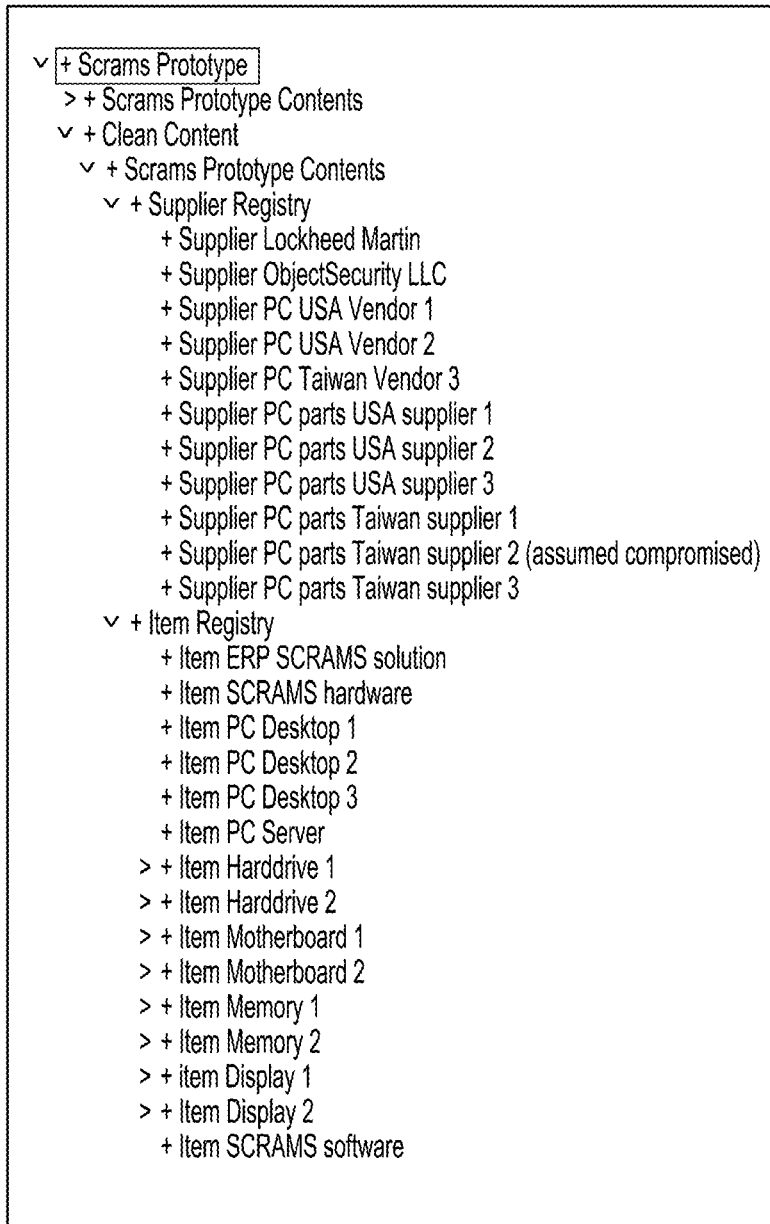 ∨ + Scrams Prototype
> + Scrams Prototype Contents
∨ + Clean Content
∨ + Scrams Prototype Contents
∨ + Supplier Registry
+ Supplier Lockheed Martin
+ Supplier ObjectSecurity LLC
+ Supplier PC USA Vendor 1
+ Supplier PC USA Vendor 2
+ Supplier PC Taiwan Vendor 3
+ Supplier PC parts USA supplier 1
+ Supplier PC parts USA supplier 2
+ Supplier PC parts USA supplier 3
+ Supplier PC parts Taiwan supplier 1
+ Supplier PC parts Taiwan supplier 2 (assumed compromised)
+ Supplier PC parts Taiwan supplier 3
∨ + Item Registry
+ Item ERP SCRAMS solution
+ Item SCRAMS hardware
+ Item PC Desktop 1
+ Item PC Desktop 2
+ Item PC Desktop 3
+ Item PC Server
> + Item Harddrive 1
> + Item Harddrive 2
> + Item Motherboard 1
> + Item Motherboard 2
> + Item Memory 1
> + Item Memory 2
> + item Display 1
> + Item Display 2
+ Item SCRAMS software